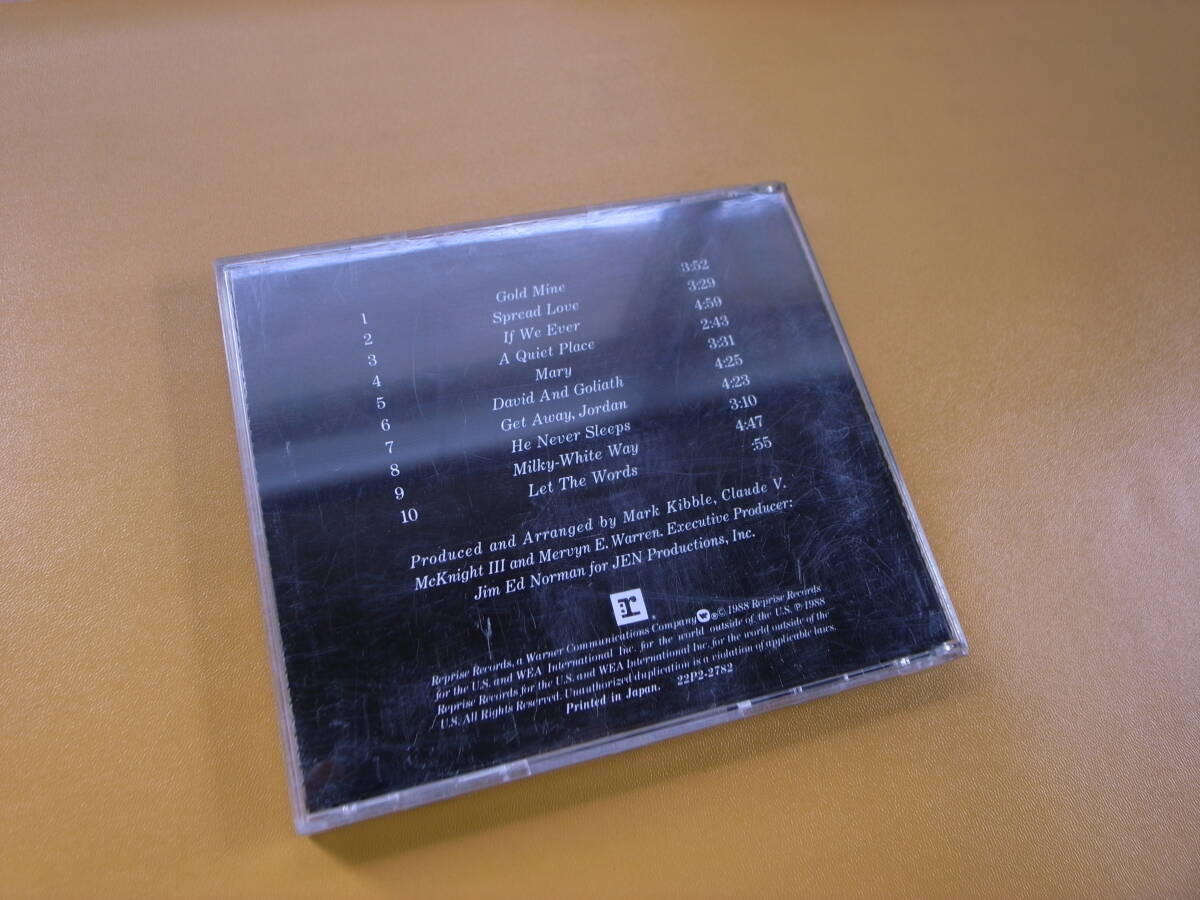 1 Gold Mine 3:52
2 Spread Love 3:29
3 If We Ever 4:59
4 A Quiet Place 2:43
5 Mary 3:31
6 David And Goliath 4:25
7 Get Away, Jordan 4:23
8 He Never Sleeps 3:10
9 Milky-White Way 4:47
10 Let The Words :55
Produced and Arranged by Mark Kibble, Claude V.
McKnight III and Mervyn E. Warren. Executive Producer:
Jim Ed Norman for JEN Productions, Inc.
r ®
Reprise Records, a Warner Communications Company W ® © 1988 Reprise Records
for the U.S. and WEA International Inc. for the world outside of the U.S. ℗ 1988
Reprise Records for the U.S. and WEA International Inc. for the world outside of the
U.S. All Rights Reserved. Unauthorized duplication is a violation of applicable laws.
Printed in Japan. 22P2-2782